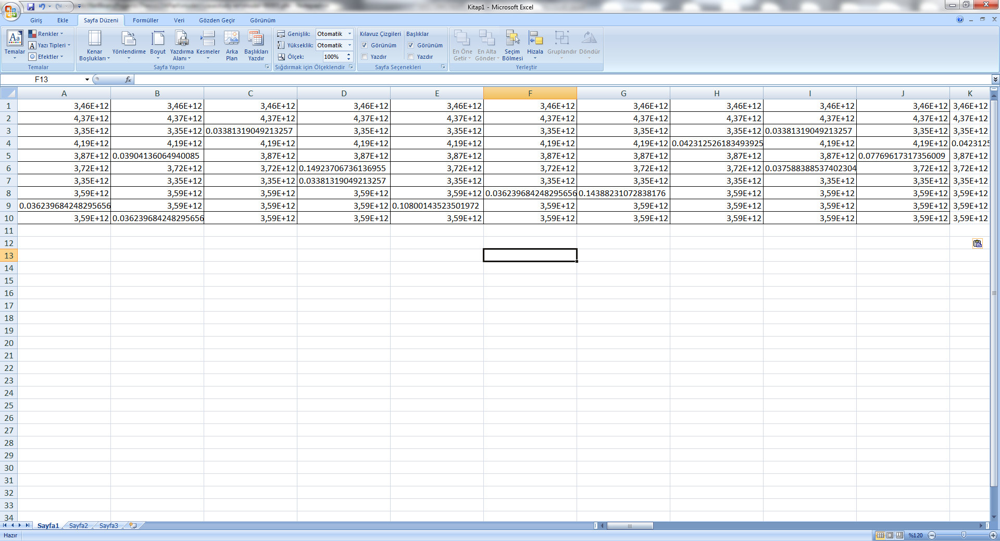 Kitap1 - Microsoft Excel
Giriş Ekle Sayfa Düzeni Formüller Veri Gözden Geçir Görünüm
Temalar
Renkler
Yazı Tipleri
Efektler
Temalar
Kenar Boşlukları
Yönlendirme
Boyut
Yazdırma Alanı
Kesmeler
Arka Plan
Başlıkları Yazdır
Sayfa Yapısı
Genişlik: Otomatik
Yükseklik: Otomatik
Ölçek: 100%
Sığdırmak için Ölçeklendir
Kılavuz Çizgileri
Görünüm
Yazdır
Başlıklar
Görünüm
Yazdır
Sayfa Seçenekleri
En Öne Getir
En Alta Gönder
Seçim Bölmesi
Hizala
Gruplandır
Döndür
Yerleştir
F13 fx
A B C D E F G H I J K
1 3,46E+12 3,46E+12 3,46E+12 3,46E+12 3,46E+12 3,46E+12 3,46E+12 3,46E+12 3,46E+12 3,46E+12 3,46E+12
2 4,37E+12 4,37E+12 4,37E+12 4,37E+12 4,37E+12 4,37E+12 4,37E+12 4,37E+12 4,37E+12 4,37E+12 4,37E+12
3 3,35E+12 3,35E+12 0.03381319049213257 3,35E+12 3,35E+12 3,35E+12 3,35E+12 3,35E+12 0.03381319049213257 3,35E+12 3,35E+12
4 4,19E+12 4,19E+12 4,19E+12 4,19E+12 4,19E+12 4,19E+12 4,19E+12 0.042312526183493925 4,19E+12 4,19E+12 0.0423125
5 3,87E+12 0.03904136064940085 3,87E+12 3,87E+12 3,87E+12 3,87E+12 3,87E+12 3,87E+12 3,87E+12 0.07769617317356009 3,87E+12
6 3,72E+12 3,72E+12 3,72E+12 0.14923706736136955 3,72E+12 3,72E+12 3,72E+12 3,72E+12 0.037588388537402304 3,72E+12 3,72E+12
7 3,35E+12 3,35E+12 3,35E+12 0.03381319049213257 3,35E+12 3,35E+12 3,35E+12 3,35E+12 3,35E+12 3,35E+12 3,35E+12
8 3,59E+12 3,59E+12 3,59E+12 3,59E+12 3,59E+12 0.036239684248295656 0.14388231072838176 3,59E+12 3,59E+12 3,59E+12 3,59E+12
9 0.036239684248295656 3,59E+12 3,59E+12 3,59E+12 0.10800143523501972 3,59E+12 3,59E+12 3,59E+12 3,59E+12 3,59E+12 3,59E+12
10 3,59E+12 0.036239684248295656 3,59E+12 3,59E+12 3,59E+12 3,59E+12 3,59E+12 3,59E+12 3,59E+12 3,59E+12 3,59E+12
11
12
13
14
15
16
17
18
19
20
21
22
23
24
25
26
27
28
29
30
31
32
33
34
Sayfa1 Sayfa2 Sayfa3
Hazır %120